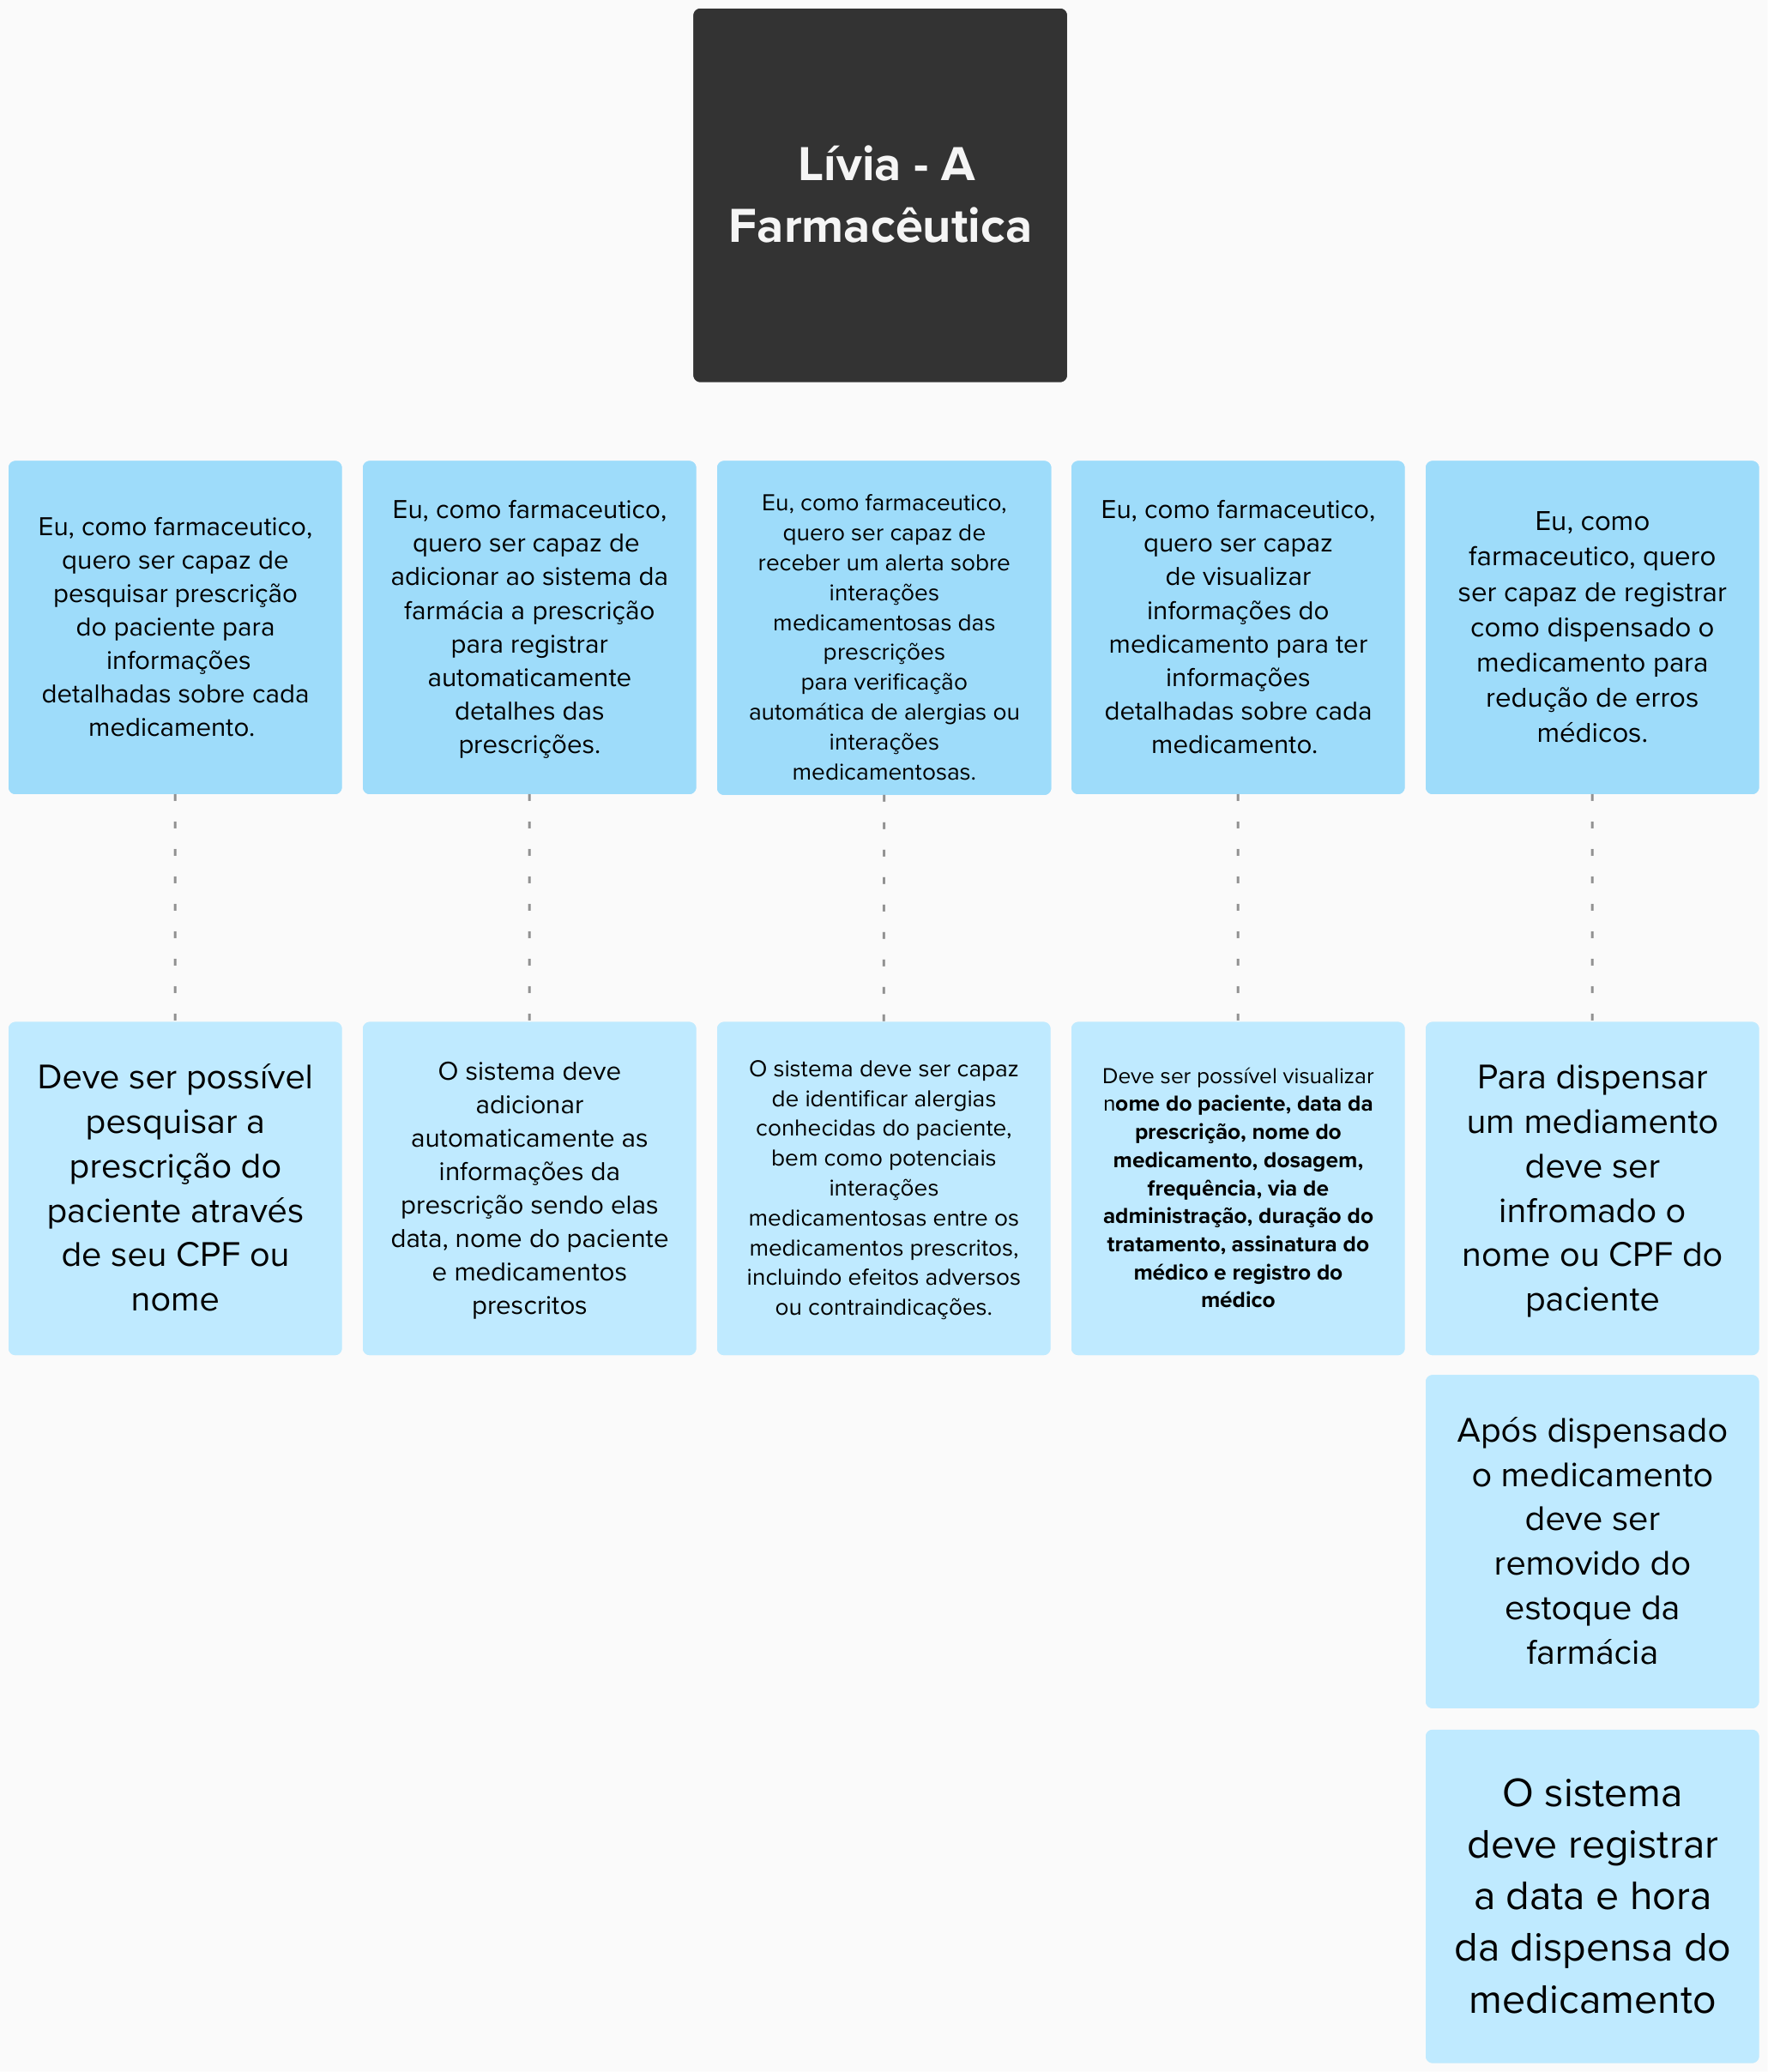 Lívia - A
Farmacêutica
Eu, como farmaceutico,
quero ser capaz de
pesquisar prescrição
do paciente para
informações
detalhadas sobre cada
medicamento.
Eu, como farmaceutico,
quero ser capaz de
adicionar ao sistema da
farmácia a prescrição
para registrar
automaticamente
detalhes das
prescrições.
Eu, como farmaceutico,
quero ser capaz de
receber um alerta sobre
interações
medicamentosas das
prescrições
para verificação
automática de alergias ou
interações
medicamentosas.
Eu, como farmaceutico,
quero ser capaz
de visualizar
informações do
medicamento para ter
informações
detalhadas sobre cada
medicamento.
Eu, como
farmaceutico, quero
ser capaz de registrar
como dispensado o
medicamento para
redução de erros
médicos.
Deve ser possível
pesquisar a
prescrição do
paciente através
de seu CPF ou
nome
O sistema deve
adicionar
automaticamente as
informações da
prescrição sendo elas
data, nome do paciente
e medicamentos
prescritos
O sistema deve ser capaz
de identificar alergias
conhecidas do paciente,
bem como potenciais
interações
medicamentosas entre os
medicamentos prescritos,
incluindo efeitos adversos
ou contraindicações.
Deve ser possível visualizar
nome do paciente, data da
prescrição, nome do
medicamento, dosagem,
frequência, via de
administração, duração do
tratamento, assinatura do
médico e registro do
médico
Para dispensar
um mediamento
deve ser
infromado o
nome ou CPF do
paciente
Após dispensado
o medicamento
deve ser
removido do
estoque da
farmácia
O sistema
deve registrar
a data e hora
da dispensa do
medicamento